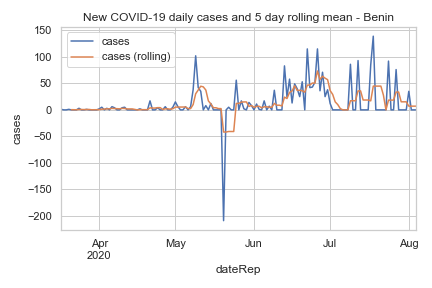 New COVID-19 daily cases and 5 day rolling mean - Benin
cases
cases (rolling)
150
100
50
0
−50
−100
−150
−200
cases
Apr
2020
May
Jun
Jul
Aug
dateRep